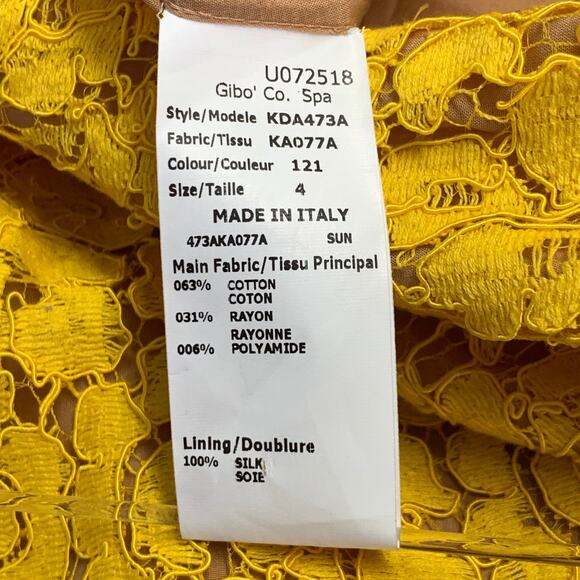 U072518
Gibo' Co. Spa
Style/Modele KDA473A
Fabric/Tissu KA077A
Colour/Couleur 121
Size/Taille 4
MADE IN ITALY
473AKA077A SUN
Main Fabric/Tissu Principal
063% COTTON
COTON
031% RAYON
RAYONNE
006% POLYAMIDE
Lining/Doublure
100% SILK
SOIE